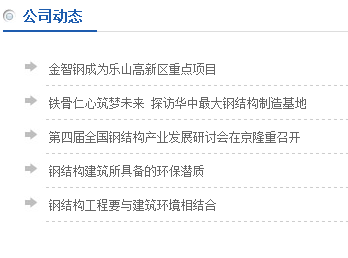 公司动态
金智钢成为乐山高新区重点项目
铁骨仁心筑梦未来 探访华中最大钢结构制造基地
第四届全国钢结构产业发展研讨会在京隆重召开
钢结构建筑所具备的环保潜质
钢结构工程要与建筑环境相结合